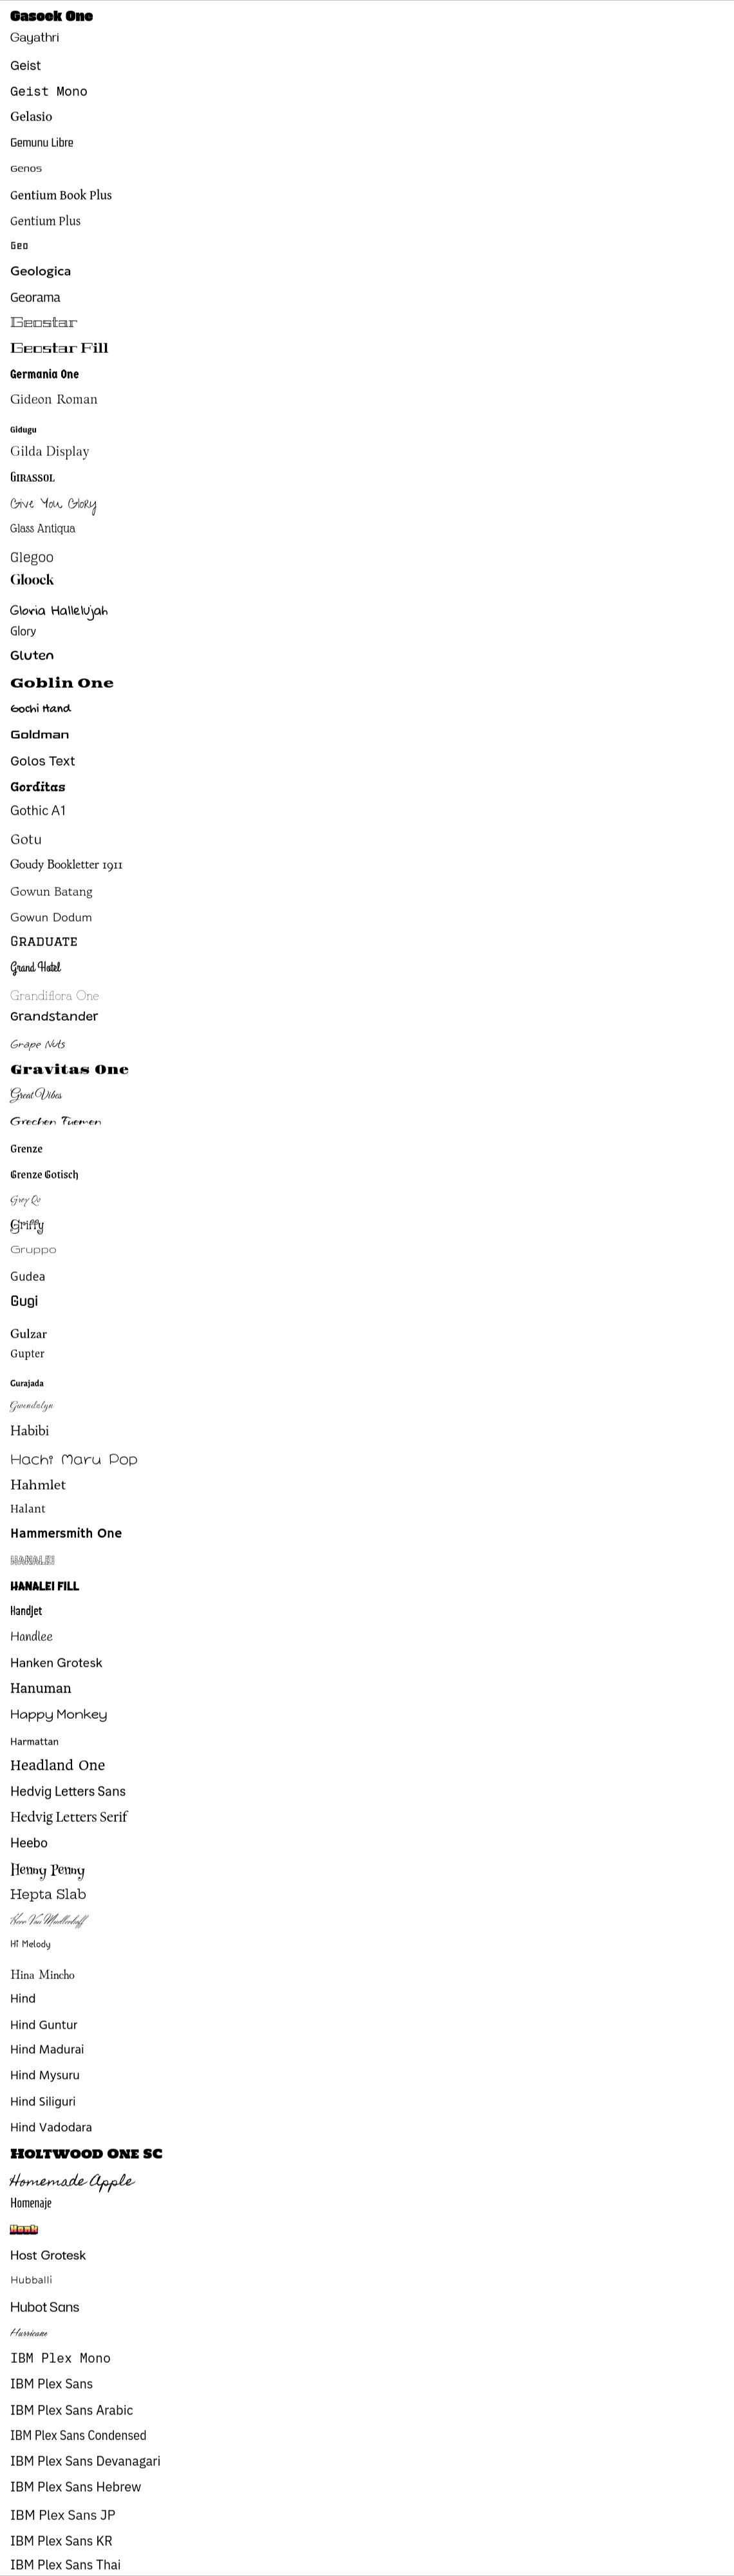 Gasoek One
Gayathri
Geist
Geist Mono
Gelasio
Gemunu Libre
Genos
Gentium Book Plus
Gentium Plus
Geo
Geologica
Georama
Geostar
Geostar Fill
Germania One
Gideon Roman
Gidugu
Gilda Display
Girassol
Give You Glory
Glass Antiqua
Glegoo
Gloock
Gloria Hallelujah
Glory
Gluten
Goblin One
Gochi Hand
Goldman
Golos Text
Gorditas
Gothic A1
Gotu
Goudy Bookletter 1911
Gowun Batang
Gowun Dodum
Graduate
Grand Hotel
Grandiflora One
Grandstander
Grape Nuts
Gravitas One
Great Vibes
Grechen Fuemen
Grenze
Grenze Gotisch
Grey Qo
Griffy
Gruppo
Gudea
Gugi
Gulzar
Gupter
Gurajada
Gwendolyn
Habibi
Hachi Maru Pop
Hahmlet
Halant
Hammersmith One
HANALEI
HANALEI FILL
Handjet
Handlee
Hanken Grotesk
Hanuman
Happy Monkey
Harmattan
Headland One
Hedvig Letters Sans
Hedvig Letters Serif
Heebo
Henny Penny
Hepta Slab
Herr Von Muellerhoff
Hi Melody
Hina Mincho
Hind
Hind Guntur
Hind Madurai
Hind Mysuru
Hind Siliguri
Hind Vadodara
Holtwood One SC
Homemade Apple
Homenaje
Honk
Host Grotesk
Hubballi
Hubot Sans
Hurricane
IBM Plex Mono
IBM Plex Sans
IBM Plex Sans Arabic
IBM Plex Sans Condensed
IBM Plex Sans Devanagari
IBM Plex Sans Hebrew
IBM Plex Sans JP
IBM Plex Sans KR
IBM Plex Sans Thai